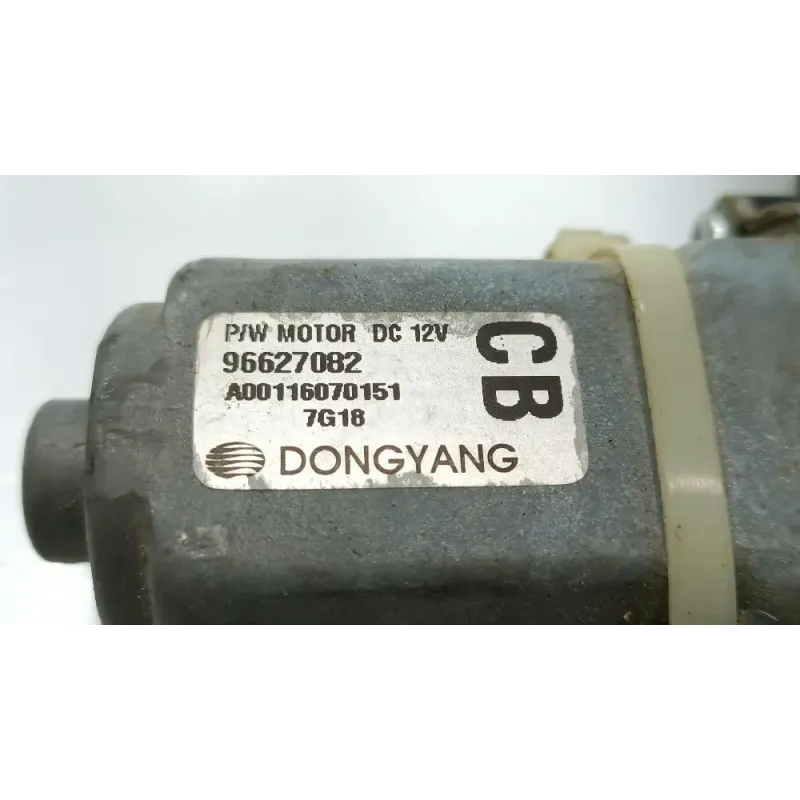 P/W MOTOR DC 12V
96627082
A00116070151
7G18
DONGYANG
CB